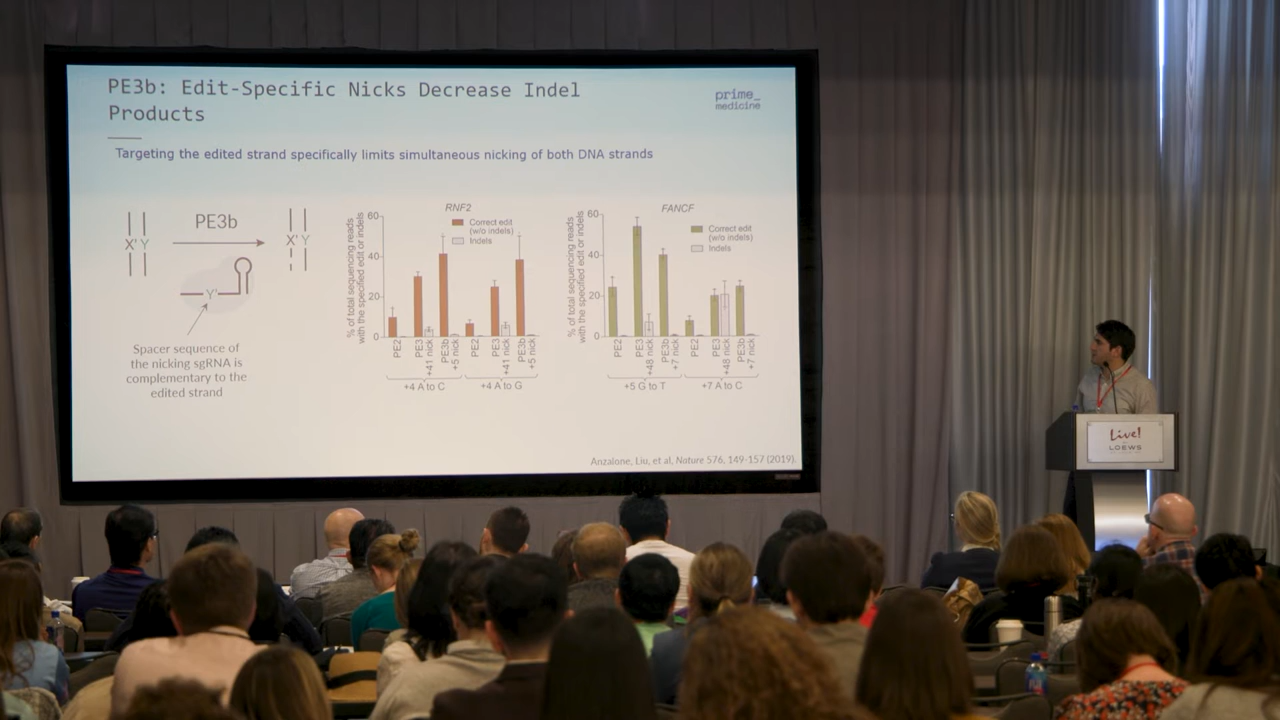 PE3b: Edit-Specific Nicks Decrease Indel
Products
prime_
medicine
Targeting the edited strand specifically limits simultaneous nicking of both DNA strands
PE3b
X' Y
X' Y
Y'
Spacer sequence of
the nicking sgRNA is
complementary to the
edited strand
RNF2
% of total sequencing reads
with the specified edit or indels
60
40
20
0
Correct edit
(w/o indels)
Indels
PE2
PE3
+41 nick
PE3b
+5 nick
PE2
PE3
+41 nick
PE3b
+5 nick
+4 A to C
+4 A to G
FANCF
% of total sequencing reads
with the specified edit or indels
60
40
20
0
Correct edit
(w/o indels)
Indels
PE2
PE3
+48 nick
PE3b
+7 nick
PE2
PE3
+48 nick
PE3b
+7 nick
+5 G to T
+7 A to C
Anzalone, Liu, et al, Nature 576, 149-157 (2019).
Live!
LOEWS